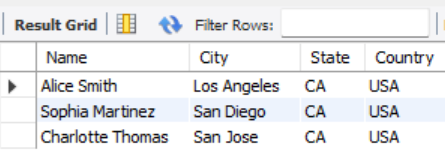 Result Grid Filter Rows:
Name City State Country
Alice Smith Los Angeles CA USA
Sophia Martinez San Diego CA USA
Charlotte Thomas San Jose CA USA